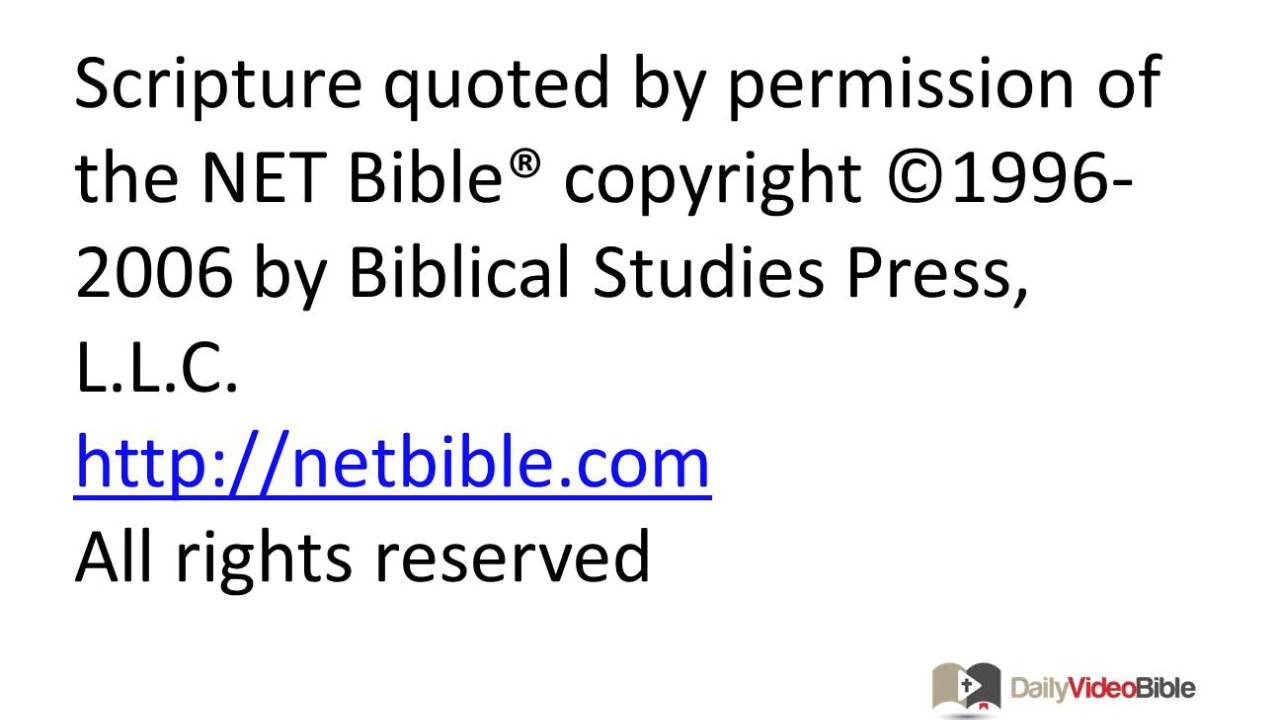 Scripture quoted by permission of
the NET Bible® copyright ©1996-
2006 by Biblical Studies Press,
L.L.C.
http://netbible.com
All rights reserved
DailyVideoBible